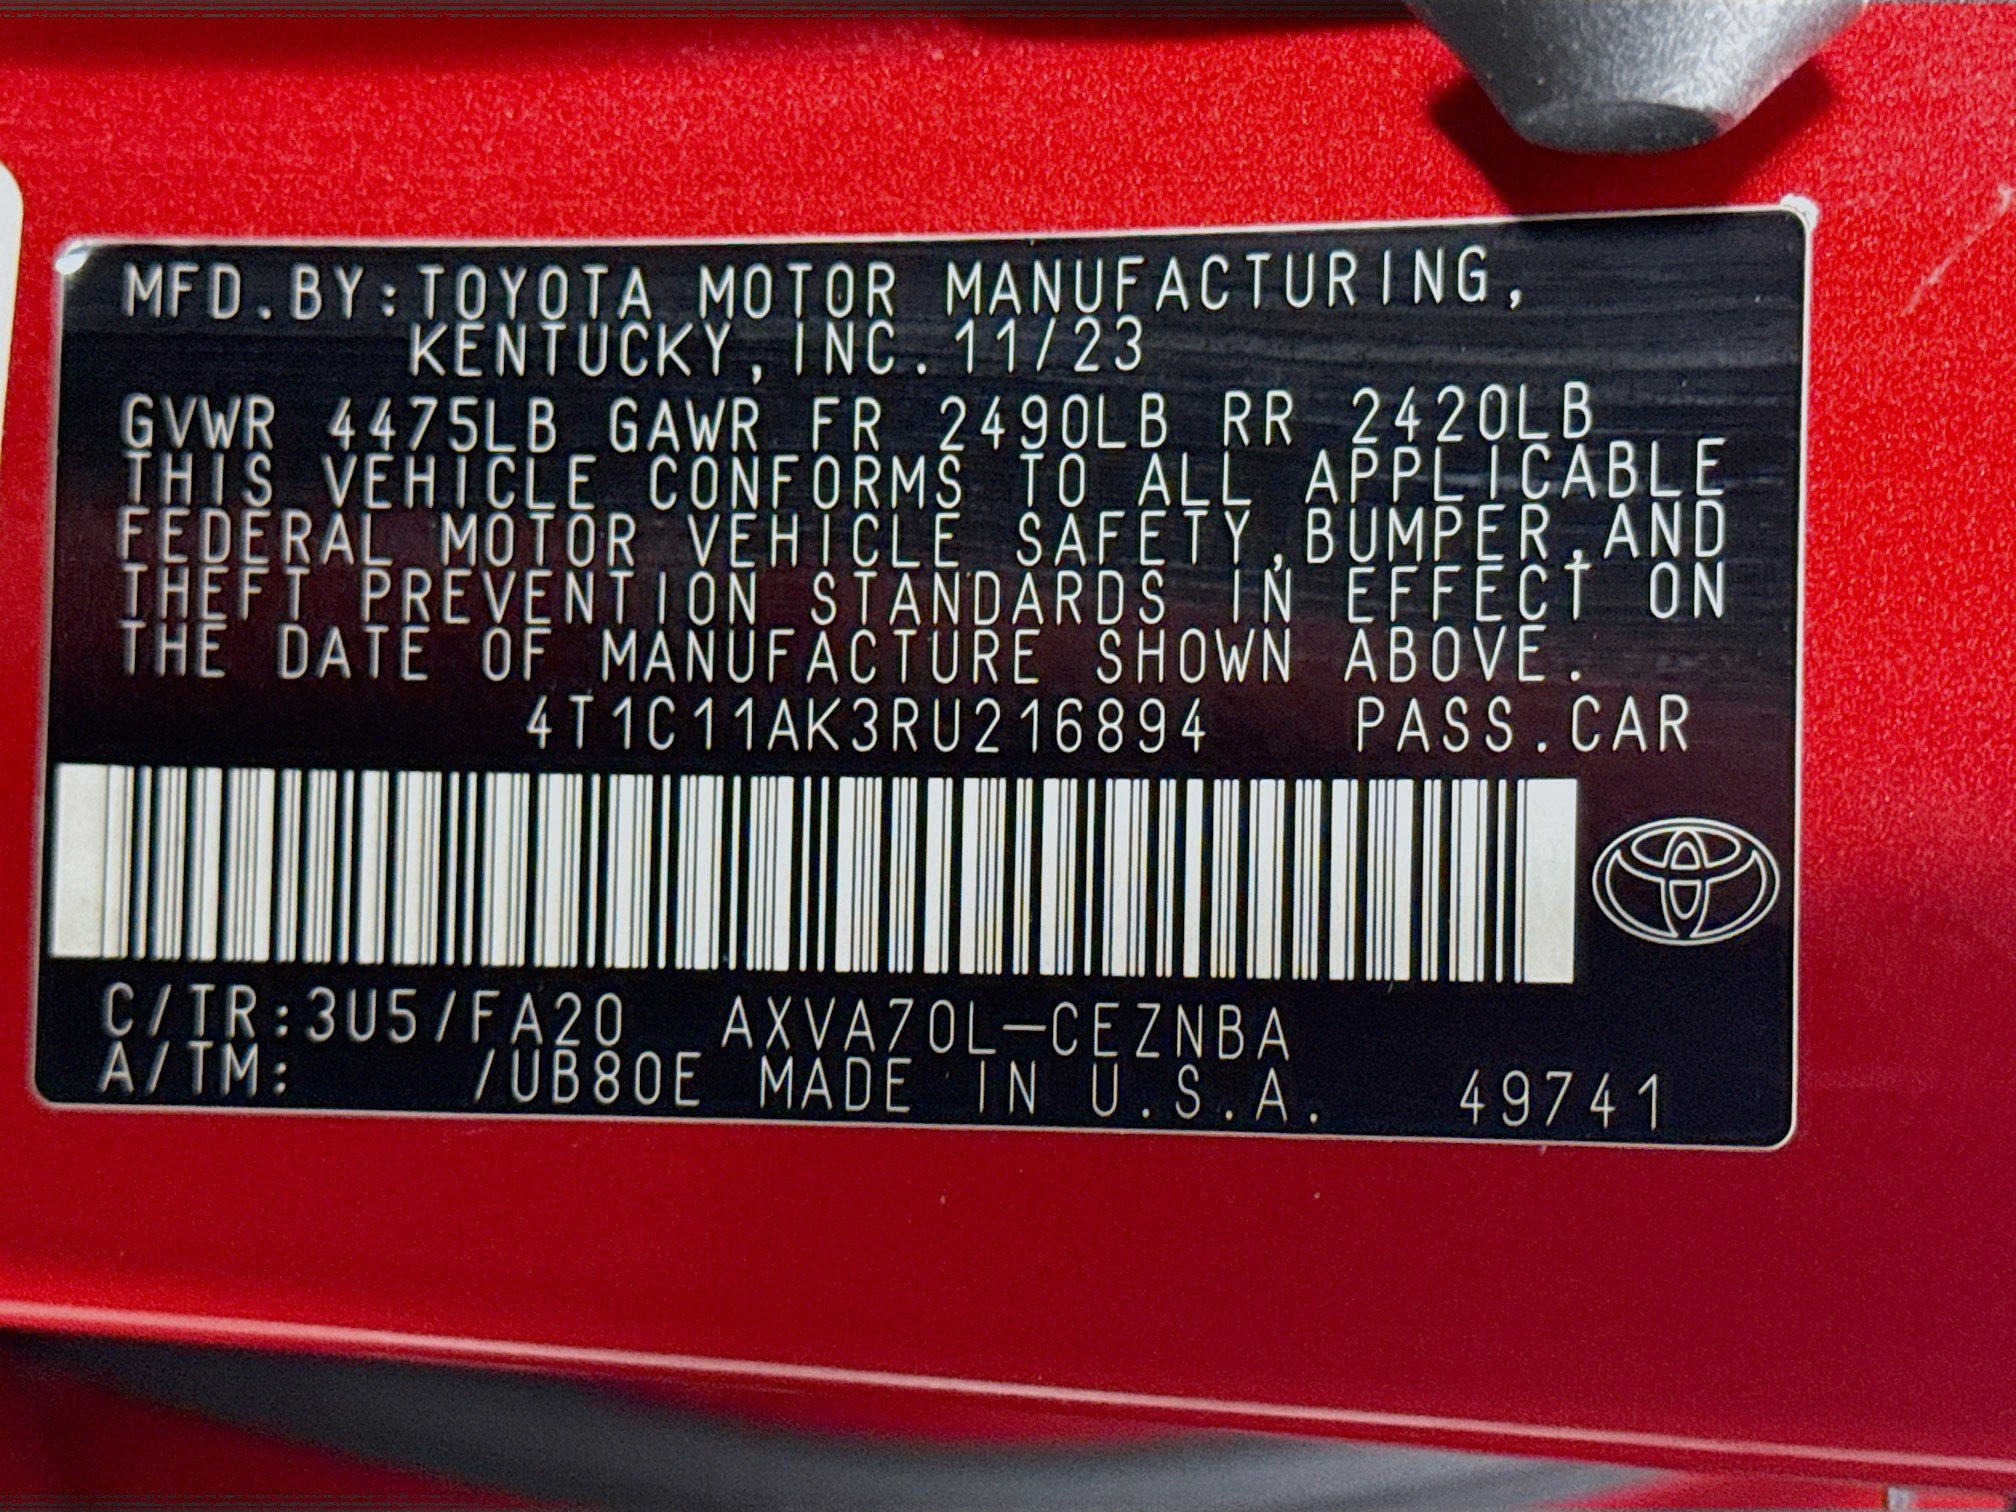 MFD.BY:TOYOTA MOTOR MANUFACTURING,
KENTUCKY,INC.11/23
GVWR 4475LB GAWR FR 2490LB RR 2420LB
THIS VEHICLE CONFORMS TO ALL APPLICABLE
FEDERAL MOTOR VEHICLE SAFETY,BUMPER,AND
THEFT PREVENTION STANDARDS IN EFFECT ON
THE DATE OF MANUFACTURE SHOWN ABOVE.
4T1C11AK3RU216894 PASS.CAR
C/TR:3U5/FA20 AXVA70L-CEZNBA
A/TM: /UB80E MADE IN U.S.A. 49741